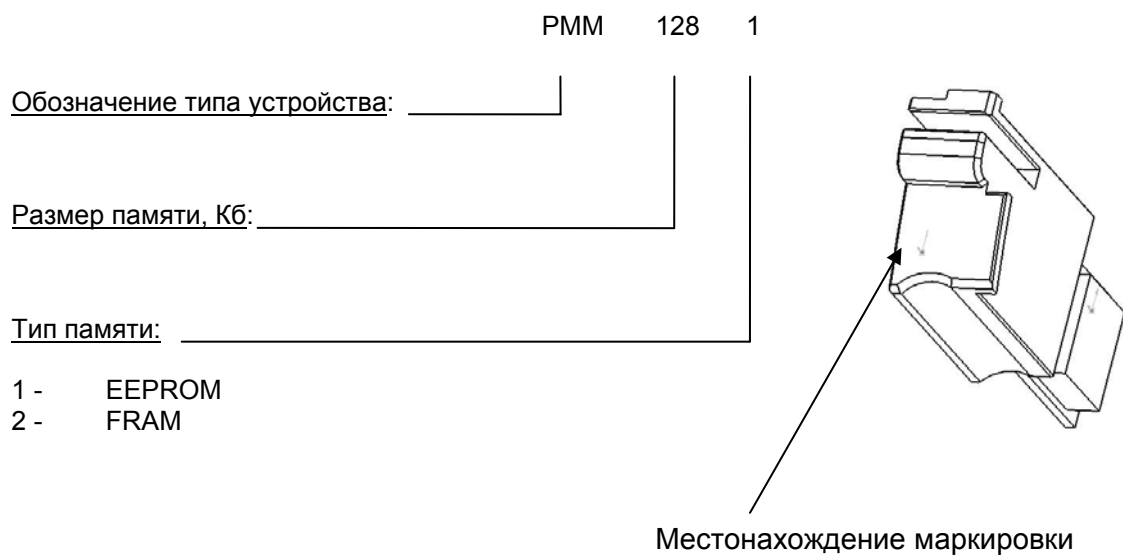 PMM 128 1
Обозначение типа устройства:
Размер памяти, Кб:
Тип памяти:
1 - EEPROM
2 - FRAM
Местонахождение маркировки